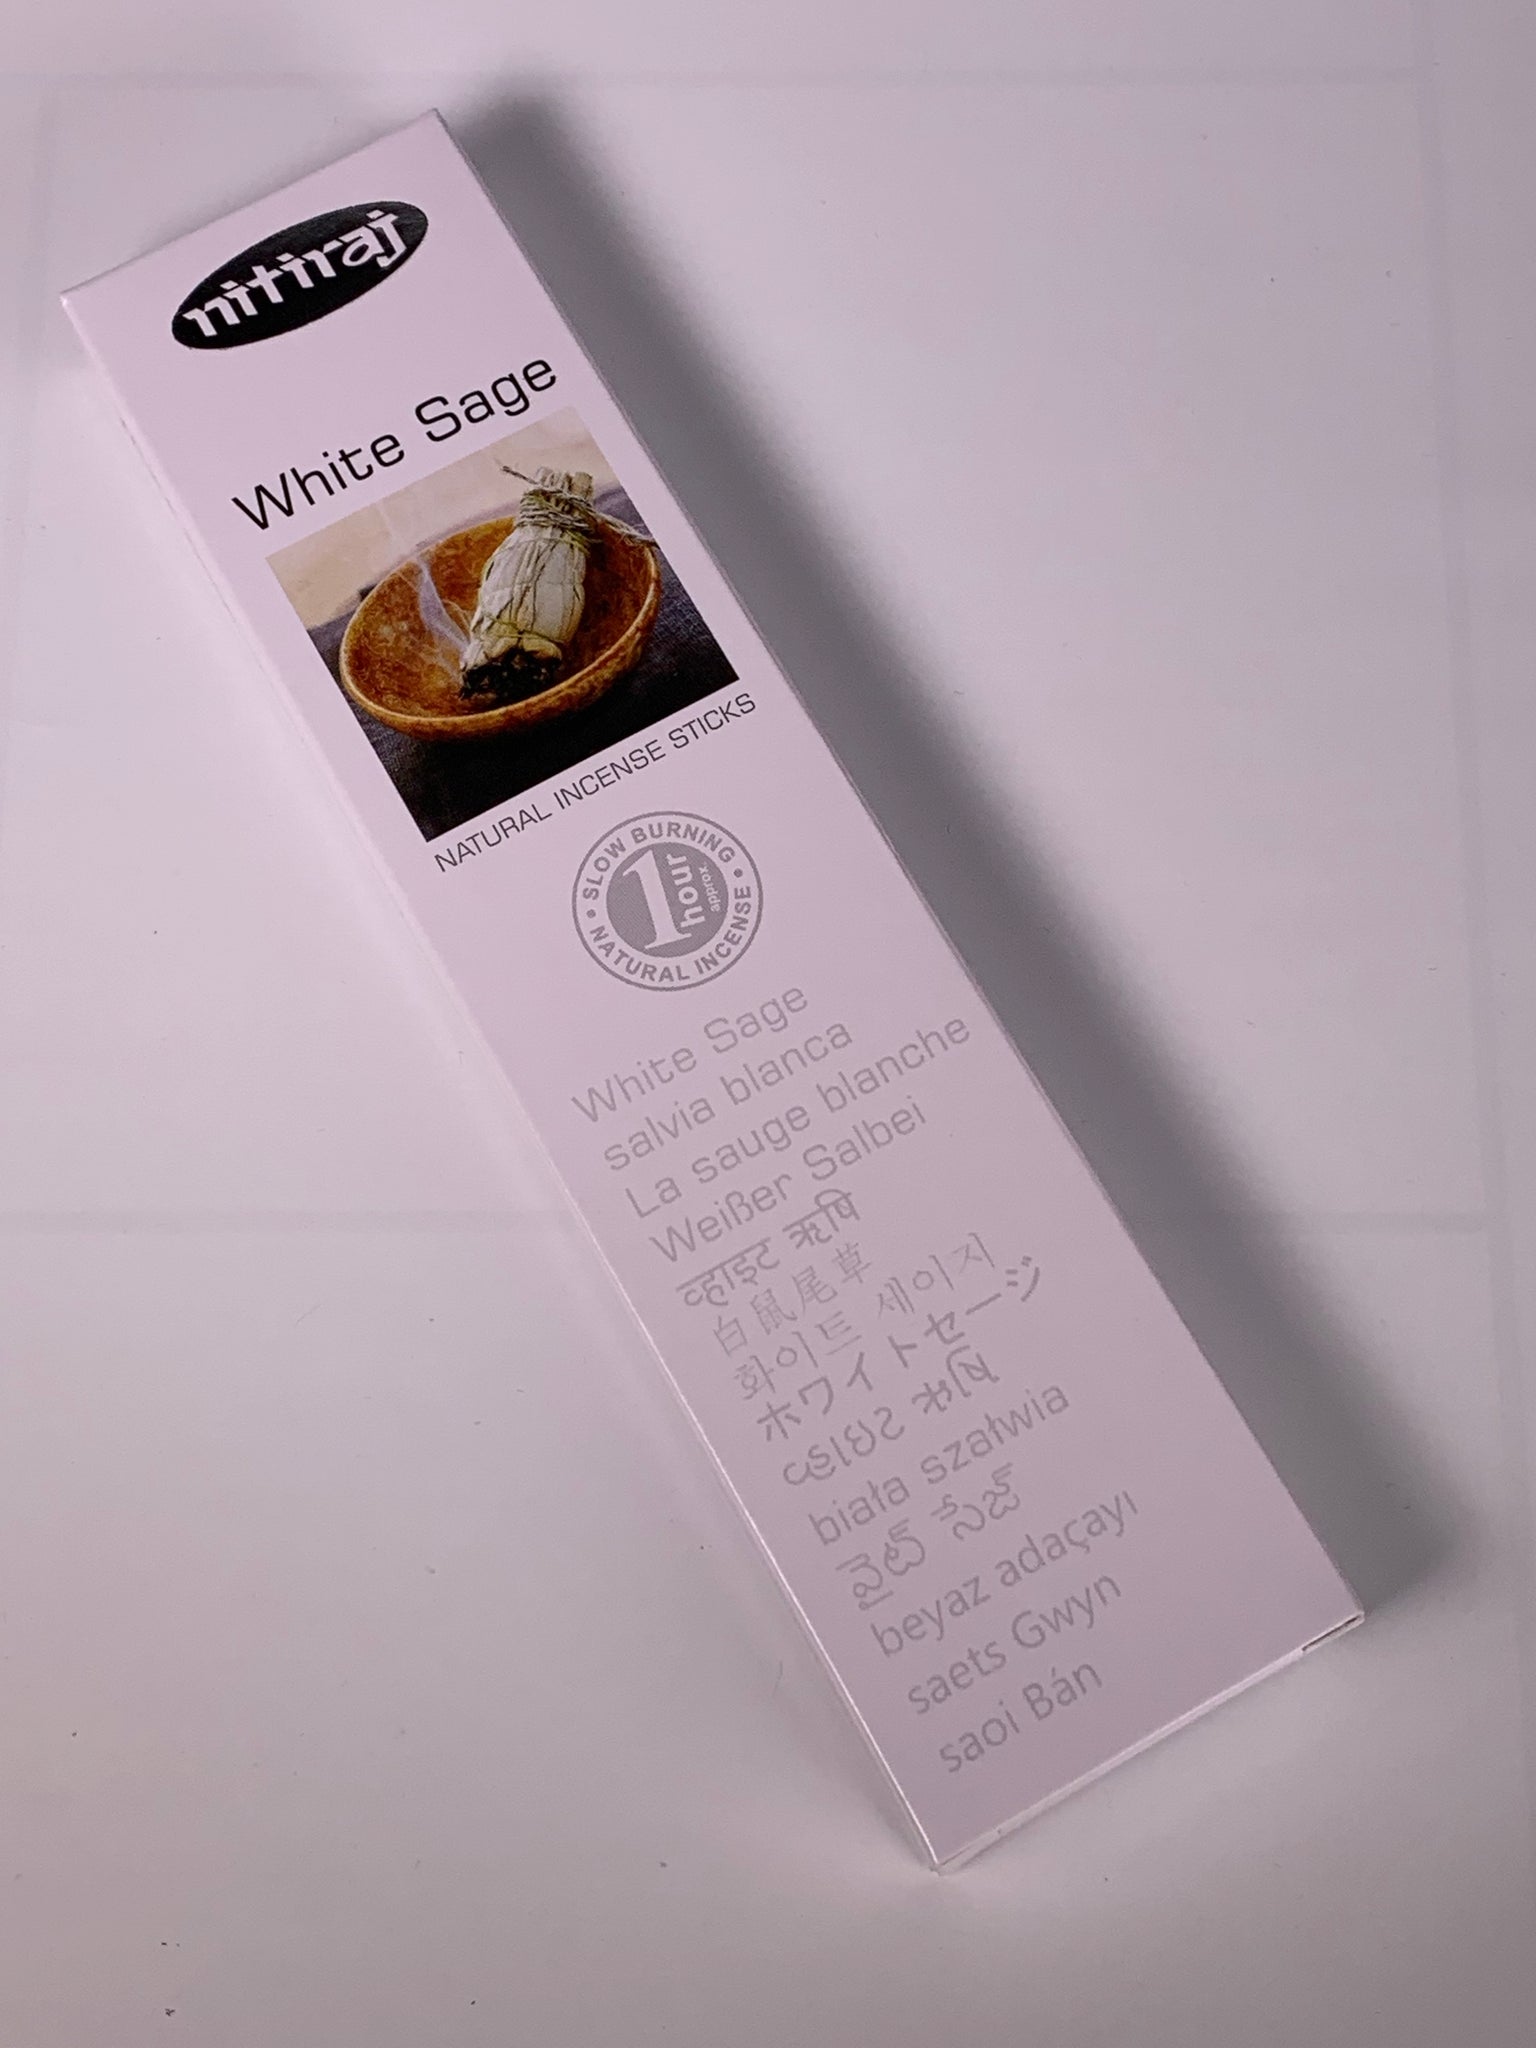 nitiraj
White Sage
NATURAL INCENSE STICKS
SLOW BURNING
1 hour approx
NATURAL INCENSE
White Sage
salvia blanca
La sauge blanche
Weißer Salbei
व्हाइट ऋषि
白鼠尾草
화이트 세이지
ホワイトセージ
વ્હાઇટ ઋષિ
biała szałwia
వైట్ సేజ్
beyaz adaçayı
saets Gwyn
saoi Bán